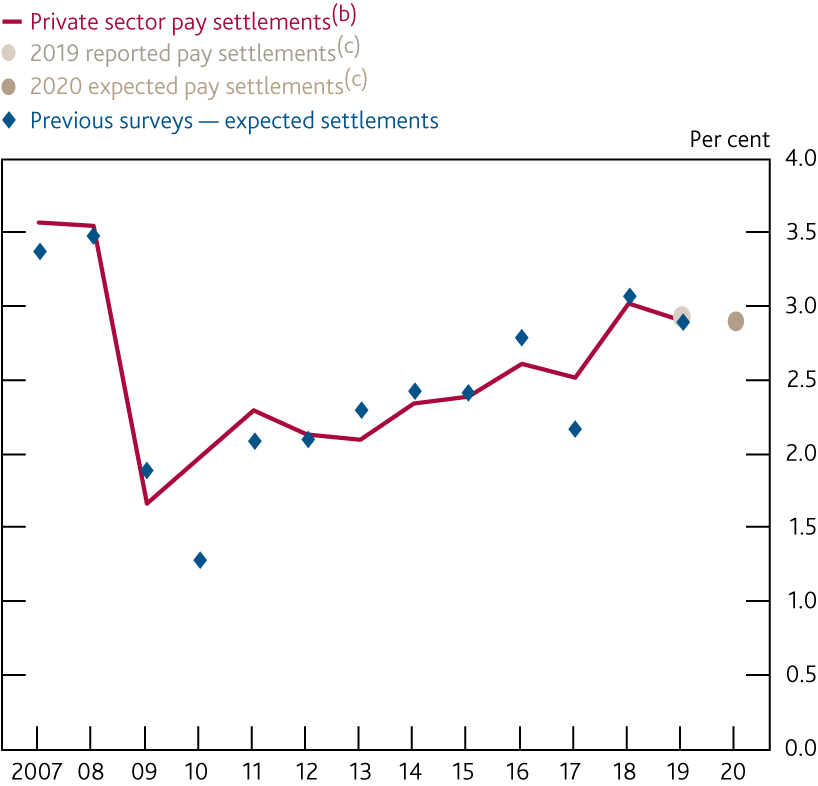 Private sector pay settlements(b)
2019 reported pay settlements(c)
2020 expected pay settlements(c)
Previous surveys — expected settlements
Per cent
4.0
3.5
3.0
2.5
2.0
1.5
1.0
0.5
0.0
2007 08 09 10 11 12 13 14 15 16 17 18 19 20